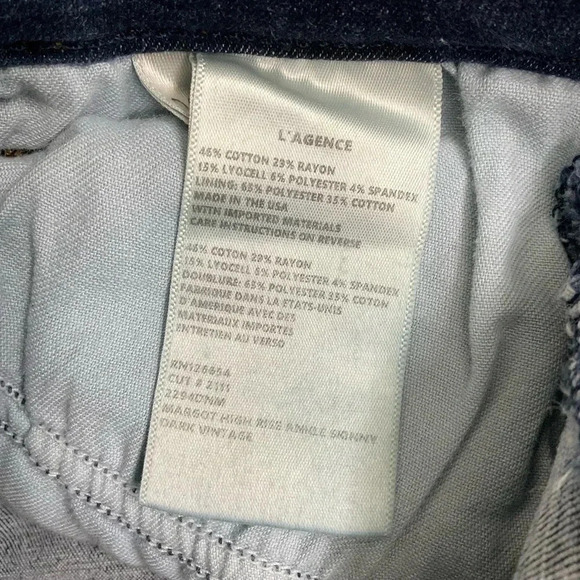 L'AGENCE
46% COTTON 29% RAYON
15% LYOCELL 6% POLYESTER 4% SPANDEX
LINING: 65% POLYESTER 35% COTTON
MADE IN THE USA
WITH IMPORTED MATERIALS
CARE INSTRUCTIONS ON REVERSE
46% COTON 29% RAYON
15% LYOCELL 6% POLYESTER 4% SPANDEX
DOUBLURE: 65% POLYESTER 35% COTON
FABRIQUE DANS LA ETATS-UNIS
D'AMERIQUE AVEC DES
MATERIAUX IMPORTES
ENTRETIEN AU VERSO
RN126654
CUT # 2111
2294DNM
MARGOT HIGH RISE ANKLE SKINNY
DARK VINTAGE